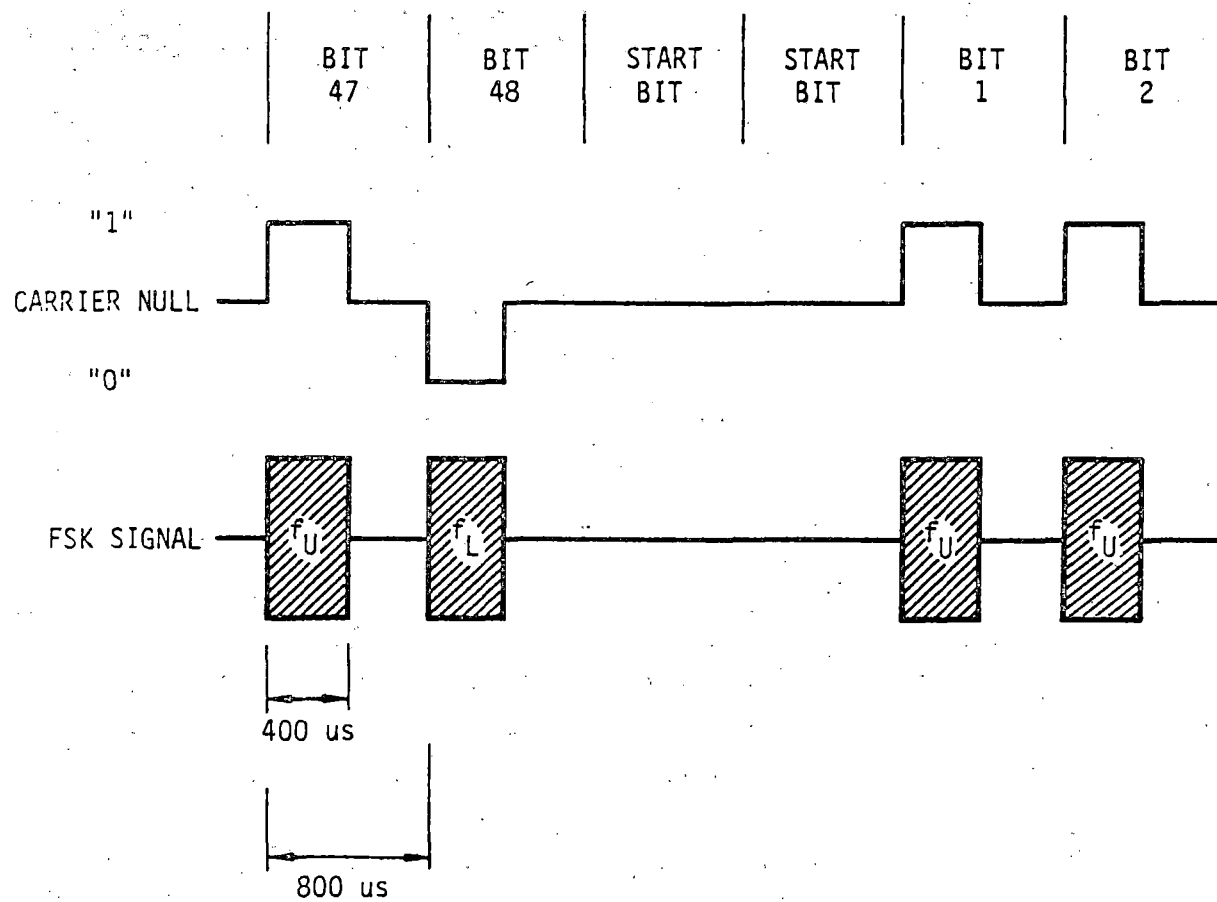 BIT 47
BIT 48
START BIT
START BIT
BIT 1
BIT 2
"1"
CARRIER NULL
"0"
FSK SIGNAL
fU
fL
fU
fU
400 us
800 us